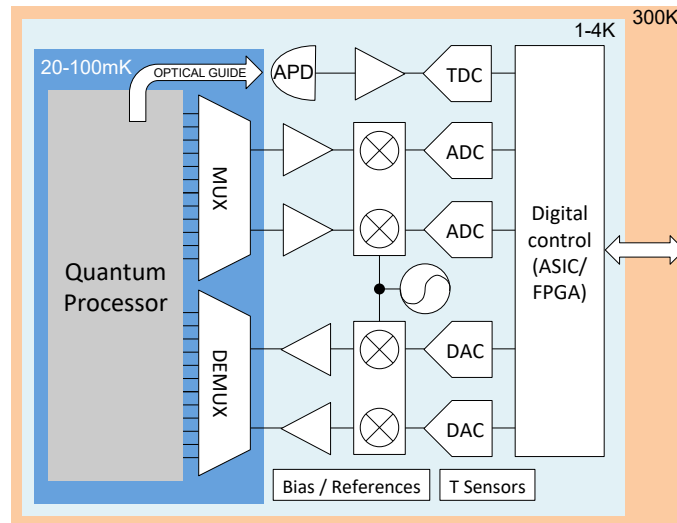 300K
1-4K
20-100mK
OPTICAL GUIDE
APD
TDC
MUX
ADC
ADC
Quantum
Processor
Digital
control
(ASIC/
FPGA)
DEMUX
DAC
DAC
Bias / References
T Sensors